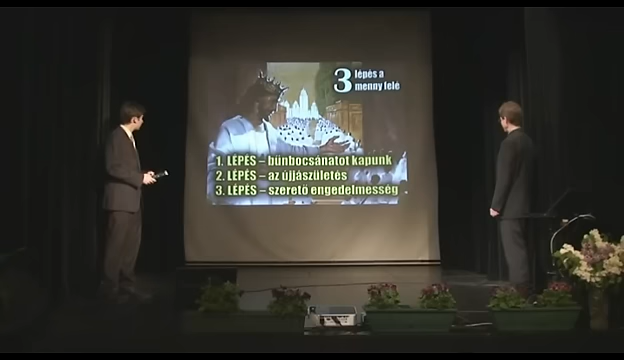 3 lépés a
menny felé
1. LÉPÉS – bűnbocsánatot kapunk
2. LÉPÉS – az újjászületés
3. LÉPÉS – szerető engedelmesség